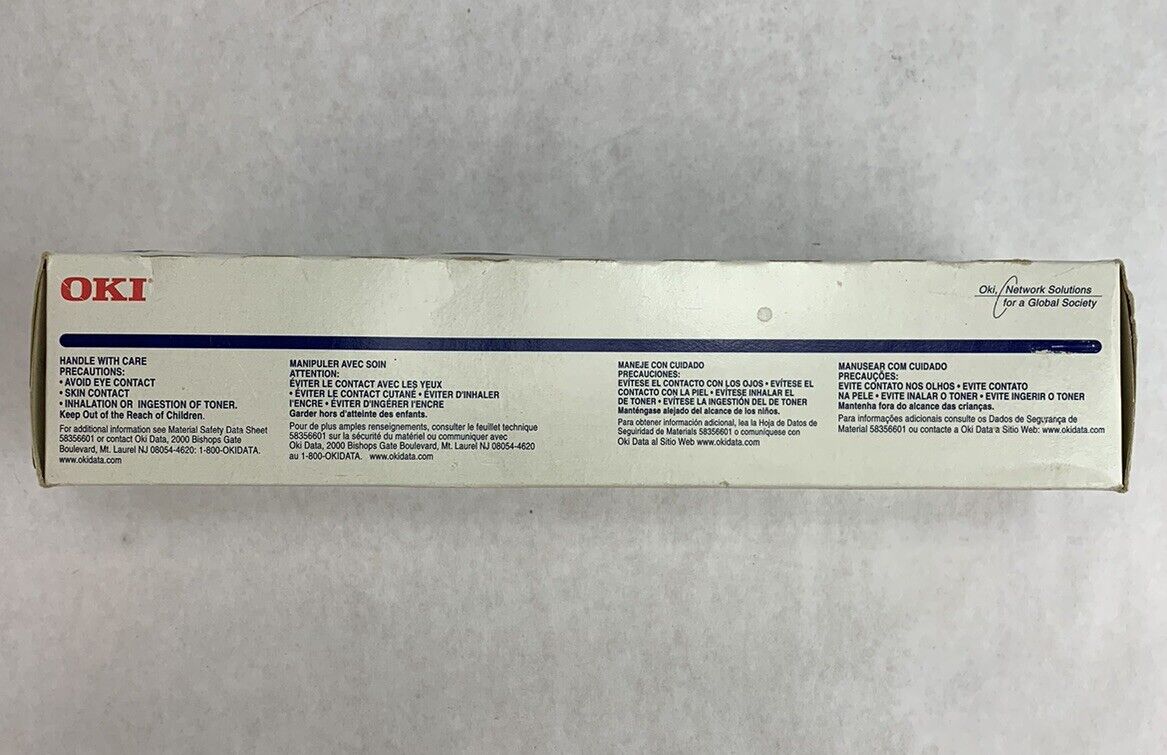 OKI
Oki, Network Solutions
for a Global Society
HANDLE WITH CARE
PRECAUTIONS:
• AVOID EYE CONTACT
• SKIN CONTACT
• INHALATION OR INGESTION OF TONER.
Keep Out of the Reach of Children.
For additional information see Material Safety Data Sheet
58356601 or contact Oki Data, 2000 Bishops Gate
Boulevard, Mt. Laurel NJ 08054-4620: 1-800-OKIDATA.
www.okidata.com
MANIPULER AVEC SOIN
ATTENTION:
ÉVITER LE CONTACT AVEC LES YEUX
• ÉVITER LE CONTACT CUTANÉ • ÉVITER D'INHALER
l'ENCRE • ÉVITER D'INGÉRER l'ENCRE
Garder hors d'atteinte des enfants.
Pour de plus amples renseignements, consulter le feuillet technique
58356601 sur la sécurité du matériel ou communiquer avec
Oki Data, 2000 Bishops Gate Boulevard, Mt. Laurel NJ 08054-4620
au 1-800-OKIDATA. www.okidata.com
MANEJE CON CUIDADO
PRECAUCIONES:
EVÍTESE EL CONTACTO CON LOS OJOS • EVÍTESE EL
CONTACTO CON LA PIEL • EVÍTESE INHALAR EL
DE TONER • EVÍTESE LA INGESTIÓN DEL DE TONER
Manténgase alejado del alcance de los niños.
Para obtener información adicional, lea la Hoja de Datos de
Seguridad de Materials 58356601 o comuníquese con
Oki Data al Sitio Web www.okidata.com
MANUSEAR COM CUIDADO
PRECAUÇÕES:
EVITE CONTATO NOS OLHOS • EVITE CONTATO
NA PELE • EVITE INALAR O TONER • EVITE INGERIR O TONER
Mantenha fora do alcance das crianças.
Para informações adicionais consulte os Dados de Segurança de
Material 58356601 ou contacte a Oki Data a Sitio Web: www.okidata.com